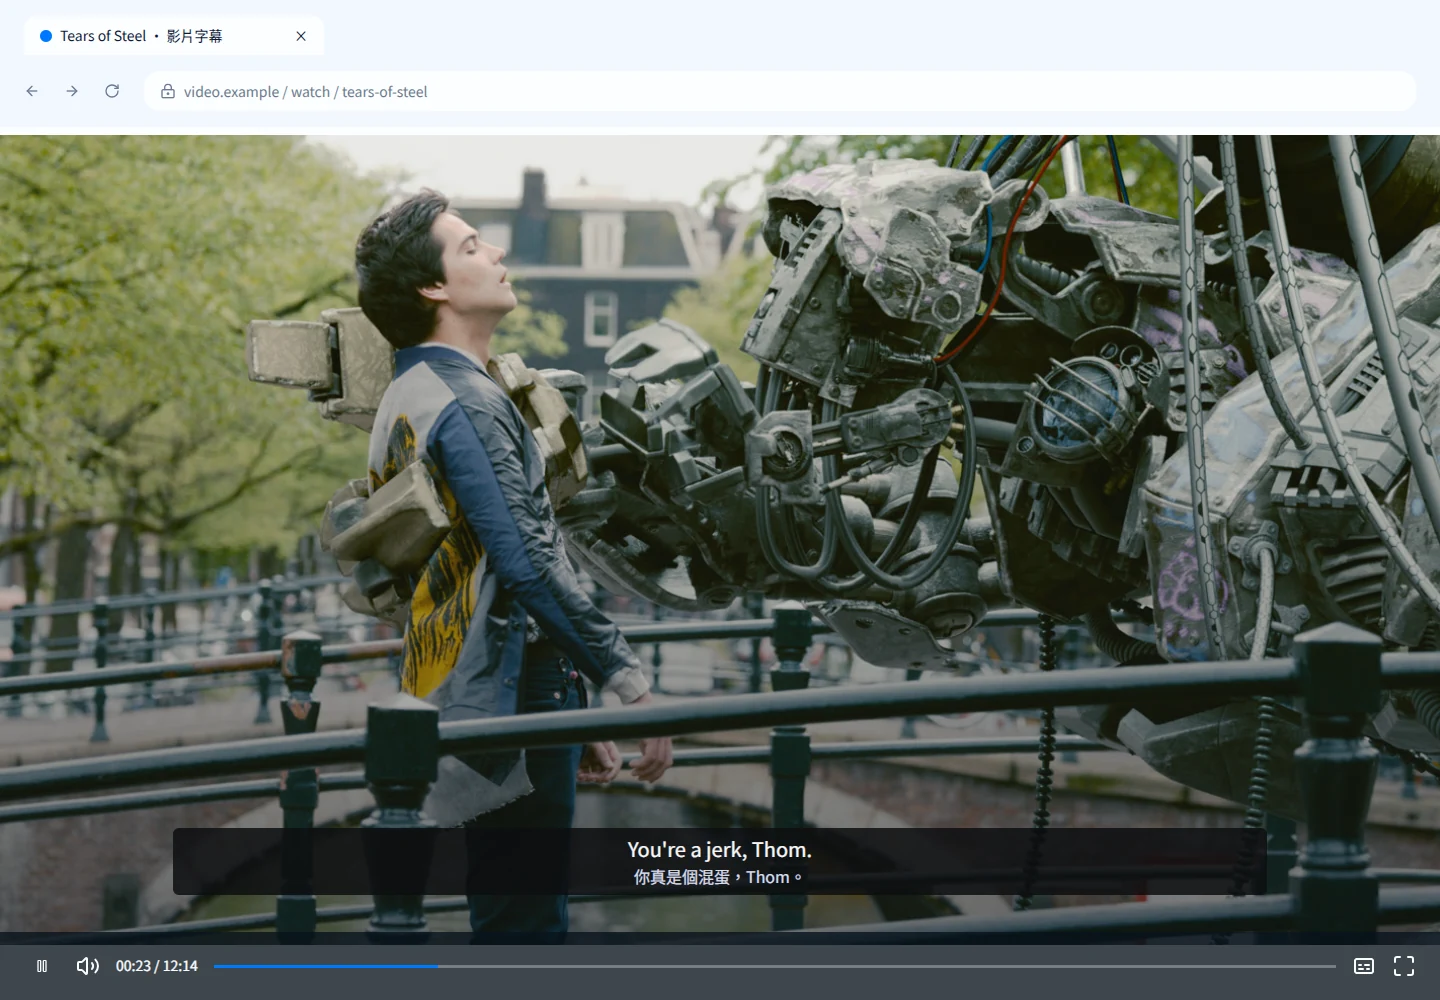 Tears of Steel · 影片字幕
video.example / watch / tears-of-steel
You're a jerk, Thom.
你真是個混蛋，Thom。
00:23 / 12:14